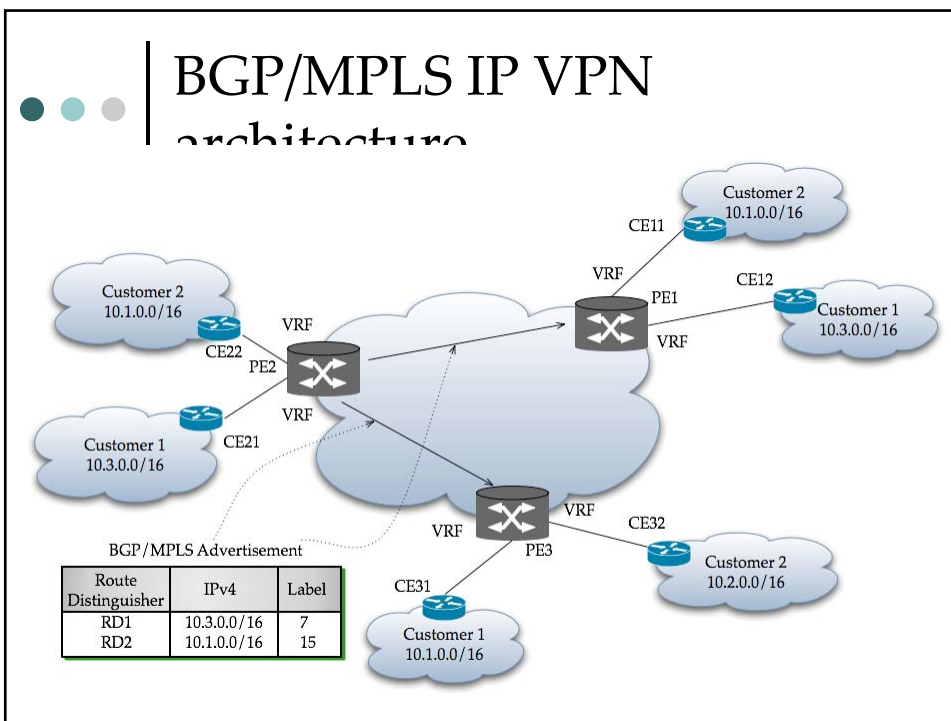 BGP/MPLS IP VPN
architecture
Customer 2
10.1.0.0/16
CE11
VRF
PE1
CE12
Customer 1
10.3.0.0/16
VRF
Customer 2
10.1.0.0/16
VRF
CE22
PE2
VRF
Customer 1
10.3.0.0/16
CE21
VRF
VRF
PE3
CE32
Customer 2
10.2.0.0/16
CE31
Customer 1
10.1.0.0/16
BGP/MPLS Advertisement
Route Distinguisher IPv4 Label
RD1 10.3.0.0/16 7
RD2 10.1.0.0/16 15